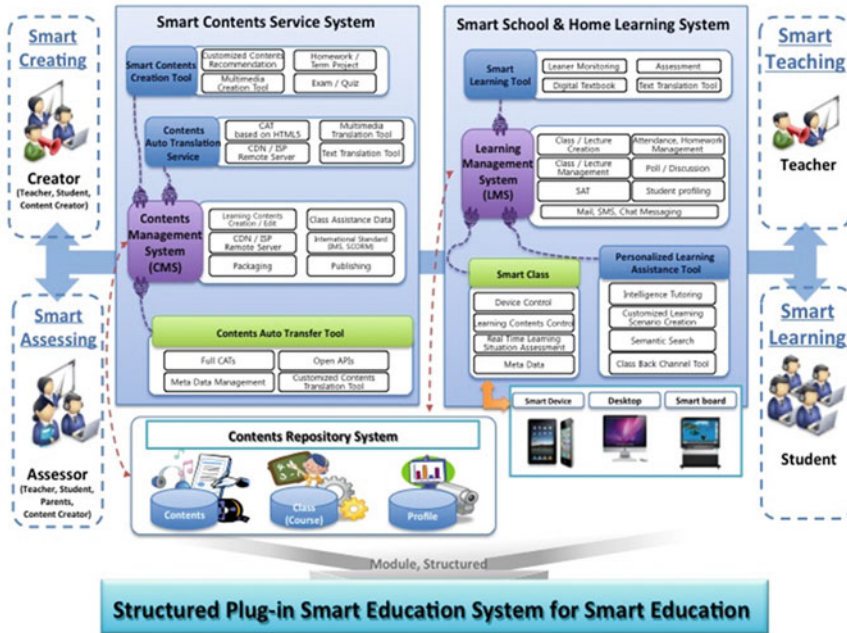 Smart Contents Service System
Smart School & Home Learning System
Smart
Creating
Creator
(Teacher, Student,
Content Creator)
Smart
Assessing
Assessor
(Teacher, Student,
Parents,
Content Creator)
Smart Contents
Creation Tool
Customized Contents
Recommendation
Homework /
Term Project
Multimedia
Creation Tool
Exam / Quiz
Contents
Auto Translation
Service
CAT
based on HTML5
Multimedia
Translation Tool
CDN / ISP
Remote Server
Text Translation Tool
Contents
Management
System
(CMS)
Learning Contents
Creation / Edit
Class Assistance Data
CDN / ISP
Remote Server
International Standard
(IMS, SCORM)
Packaging
Publishing
Contents Auto Transfer Tool
Full CATs
Open APIs
Meta Data Management
Customized Contents
Translation Tool
Smart
Learning Tool
Leaner Monitoring
Assessment
Digital Textbook
Text Translation Tool
Learning
Management
System
(LMS)
Class / Lecture
Creation
Attendance, Homework
Management
Class / Lecture
Management
Poll / Discussion
SAT
Student profiling
Mail, SMS, Chat Messaging
Smart Class
Device Control
Learning Contents Control
Real Time Learning
Situation Assessment
Meta Data
Personalized Learning
Assistance Tool
Intelligence Tutoring
Customized Learning
Scenario Creation
Semantic Search
Class Back Channel Tool
Smart Device
Desktop
Smart board
Smart
Teaching
Teacher
Smart
Learning
Student
Contents Repository System
Contents
Class
(Course)
Profile
Module, Structured
Structured Plug-in Smart Education System for Smart Education